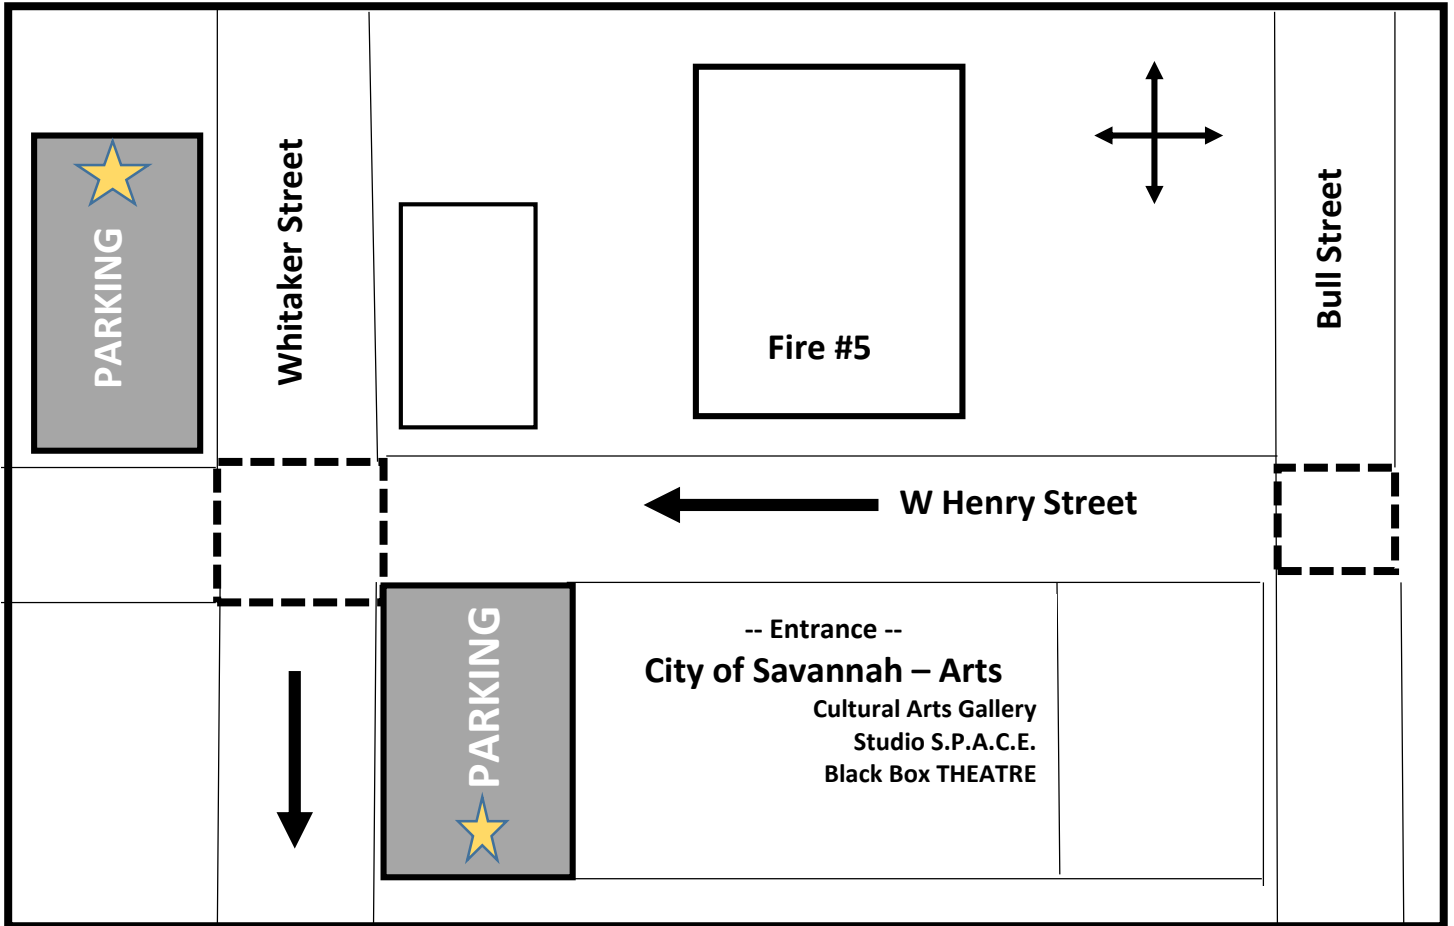 PARKING
Whitaker Street
Fire #5
Bull Street
W Henry Street
PARKING
-- Entrance --
City of Savannah – Arts
Cultural Arts Gallery
Studio S.P.A.C.E.
Black Box THEATRE